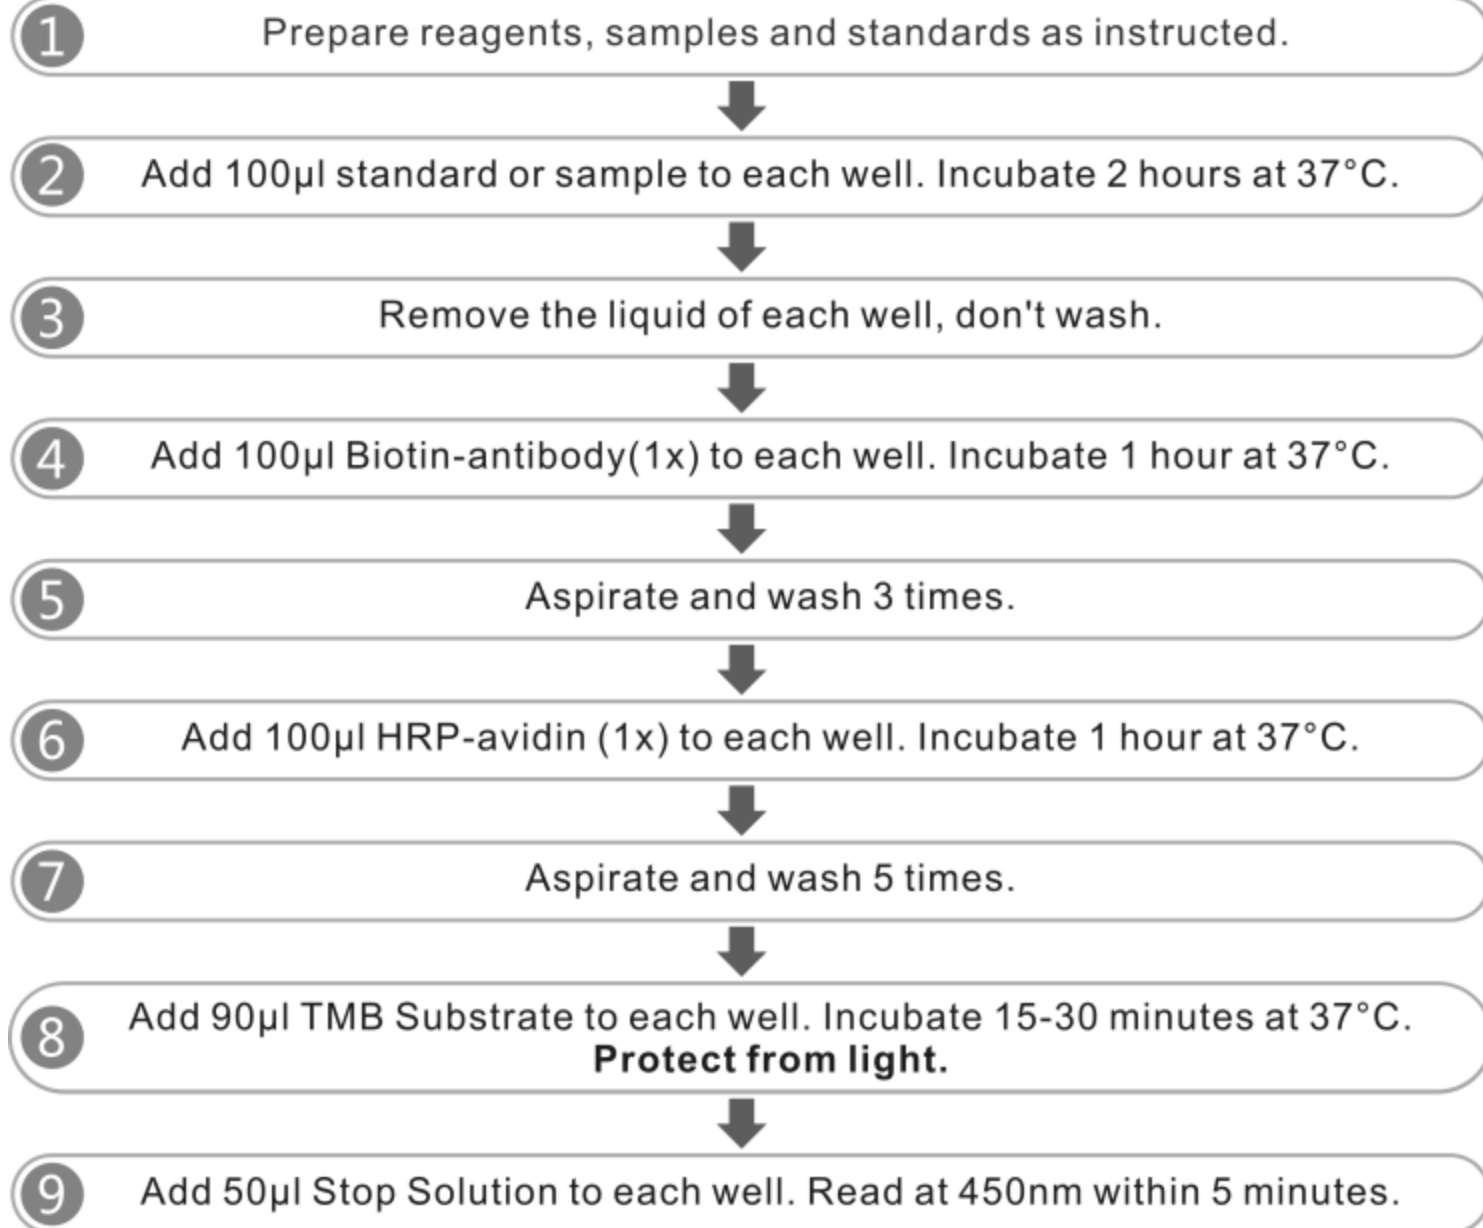 1 Prepare reagents, samples and standards as instructed.
2 Add 100µl standard or sample to each well. Incubate 2 hours at 37°C.
3 Remove the liquid of each well, don't wash.
4 Add 100µl Biotin-antibody(1x) to each well. Incubate 1 hour at 37°C.
5 Aspirate and wash 3 times.
6 Add 100µl HRP-avidin (1x) to each well. Incubate 1 hour at 37°C.
7 Aspirate and wash 5 times.
8 Add 90µl TMB Substrate to each well. Incubate 15-30 minutes at 37°C.
Protect from light.
9 Add 50µl Stop Solution to each well. Read at 450nm within 5 minutes.